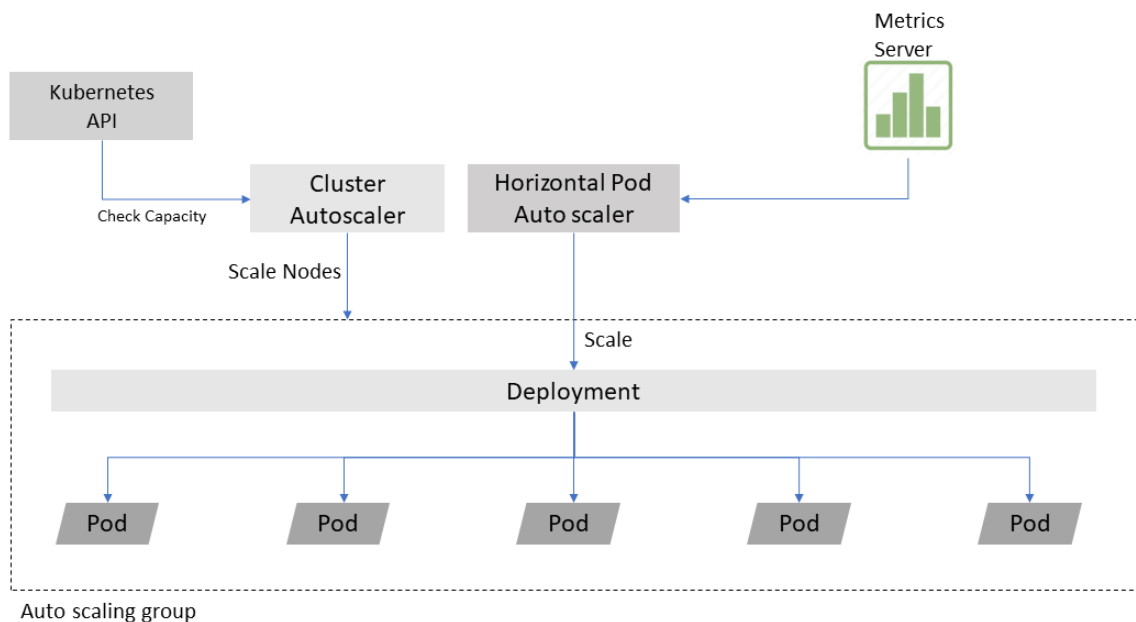 Metrics
Server
Kubernetes
API
Cluster
Autoscaler
Horizontal Pod
Auto scaler
Check Capacity
Scale Nodes
Scale
Deployment
Pod
Pod
Pod
Pod
Pod
Auto scaling group